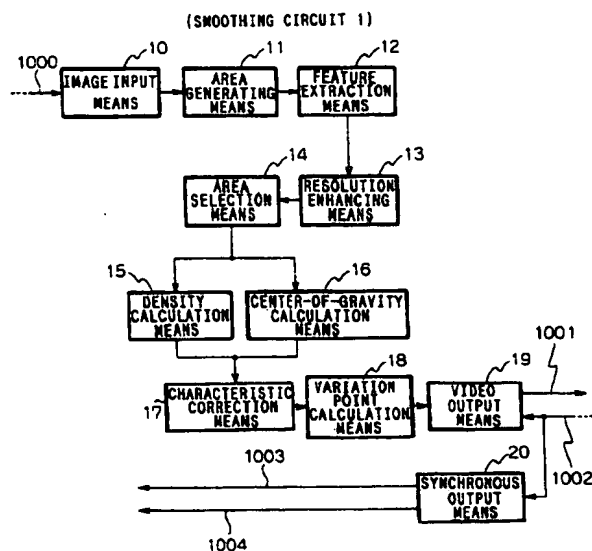 (SMOOTHING CIRCUIT 1)
1000
10
IMAGE INPUT
MEANS
11
AREA
GENERATING
MEANS
12
FEATURE
EXTRACTION
MEANS
14
AREA
SELECTION
MEANS
13
RESOLUTION
ENHANCING
MEANS
15
DENSITY
CALCULATION
MEANS
16
CENTER-OF-GRAVITY
CALCULATION
MEANS
17
CHARACTERISTIC
CORRECTION
MEANS
18
VARIATION
POINT
CALCULATION
MEANS
19
VIDEO
OUTPUT
MEANS
1001
1002
20
SYNCHRONOUS
OUTPUT
MEANS
1003
1004